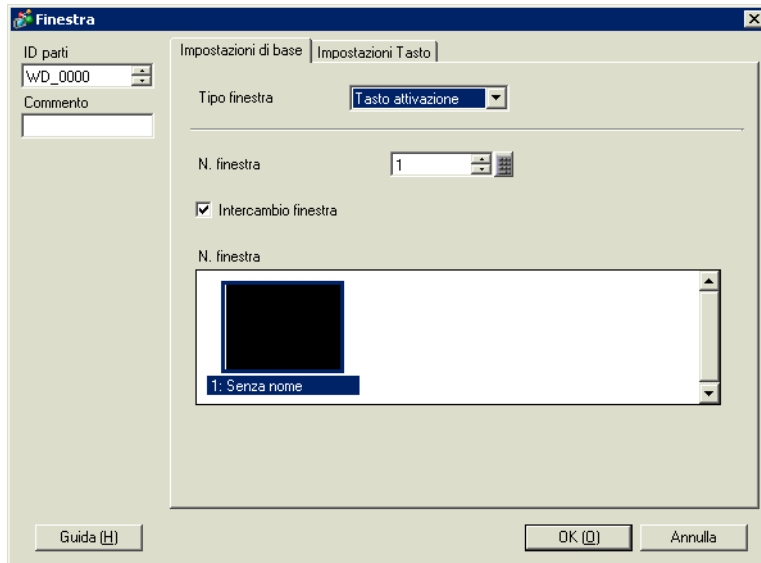 Finestra
ID parti
WD_0000
Commento
Impostazioni di base
Impostazioni Tasto
Tipo finestra
Tasto attivazione
N. finestra
1
Intercambio finestra
N. finestra
1: Senza nome
Guida (H)
OK (O)
Annulla